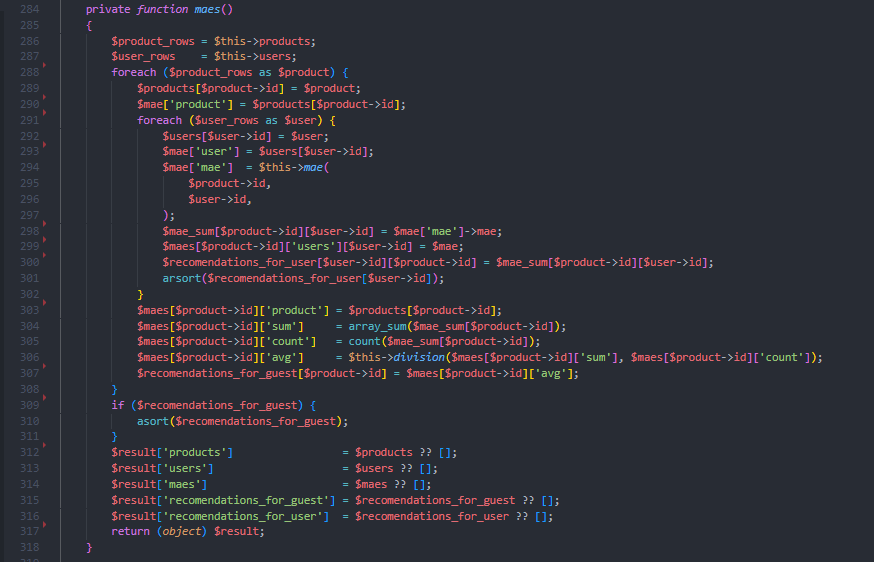 284 private function maes()
285 {
286 $product_rows = $this->products;
287 $user_rows    = $this->users;
288 foreach ($product_rows as $product) {
289 $products[$product->id] = $product;
290 $mae['product'] = $products[$product->id];
291 foreach ($user_rows as $user) {
292 $users[$user->id] = $user;
293 $mae['user'] = $users[$user->id];
294 $mae['mae']  = $this->mae(
295 $product->id,
296 $user->id,
297 );
298 $mae_sum[$product->id][$user->id] = $mae['mae']->mae;
299 $maes[$product->id]['users'][$user->id] = $mae;
300 $recomendations_for_user[$user->id][$product->id] = $mae_sum[$product->id][$user->id];
301 arsort($recomendations_for_user[$user->id]);
302 }
303 $maes[$product->id]['product'] = $products[$product->id];
304 $maes[$product->id]['sum']     = array_sum($mae_sum[$product->id]);
305 $maes[$product->id]['count']   = count($mae_sum[$product->id]);
306 $maes[$product->id]['avg']     = $this->division($maes[$product->id]['sum'], $maes[$product->id]['count']);
307 $recomendations_for_guest[$product->id] = $maes[$product->id]['avg'];
308 }
309 if ($recomendations_for_guest) {
310 asort($recomendations_for_guest);
311 }
312 $result['products']                 = $products ?? [];
313 $result['users']                    = $users ?? [];
314 $result['maes']                     = $maes ?? [];
315 $result['recomendations_for_guest'] = $recomendations_for_guest ?? [];
316 $result['recomendations_for_user']  = $recomendations_for_user ?? [];
317 return (object) $result;
318 }